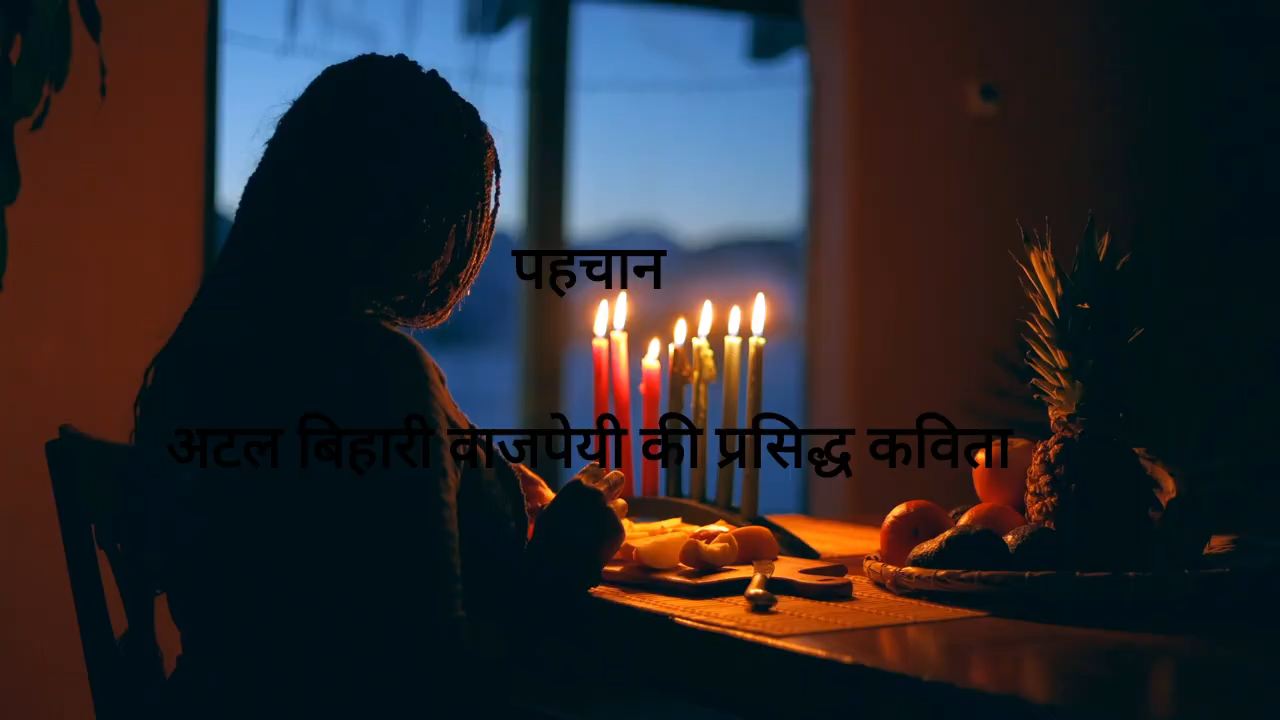 पहचान
अटल बिहारी वाजपेयी की प्रसिद्ध कविता